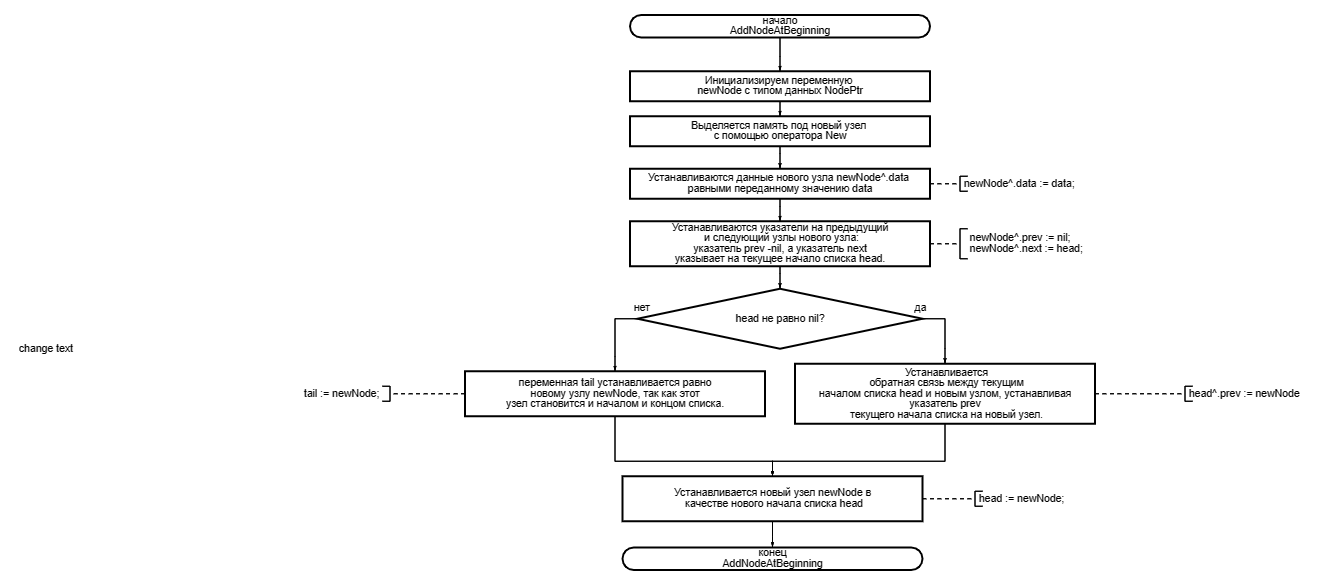 начало
AddNodeAtBeginning
Инициализируем переменную
newNode с типом данных NodePtr
Выделяется память под новый узел
с помощью оператора New
Устанавливаются данные нового узла newNode^.data
равными переданному значению data
newNode^.data := data;
Устанавливаются указатели на предыдущий
и следующий узлы нового узла:
указатель prev -nil, а указатель next
указывает на текущее начало списка head.
newNode^.prev := nil;
newNode^.next := head;
нет
да
head не равно nil?
change text
tail := newNode;
переменная tail устанавливается равно
новому узлу newNode, так как этот
узел становится и началом и концом списка.
Устанавливается
обратная связь между текущим
началом списка head и новым узлом, устанавливая
указатель prev
текущего начала списка на новый узел.
head^.prev := newNode
Устанавливается новый узел newNode в
качестве нового начала списка head
head := newNode;
конец
AddNodeAtBeginning